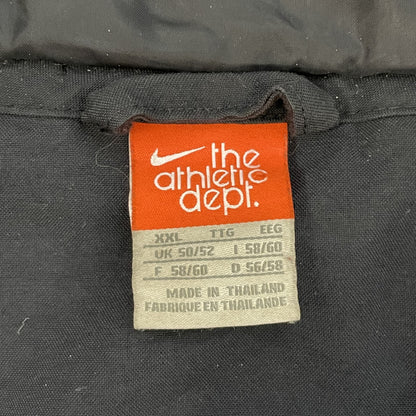 the
athletic
dept.
XXL TTG EEG
UK 50/52 I 58/60
F 58/60 D 56/58
MADE IN THAILAND
FABRIQUE EN THAILANDE